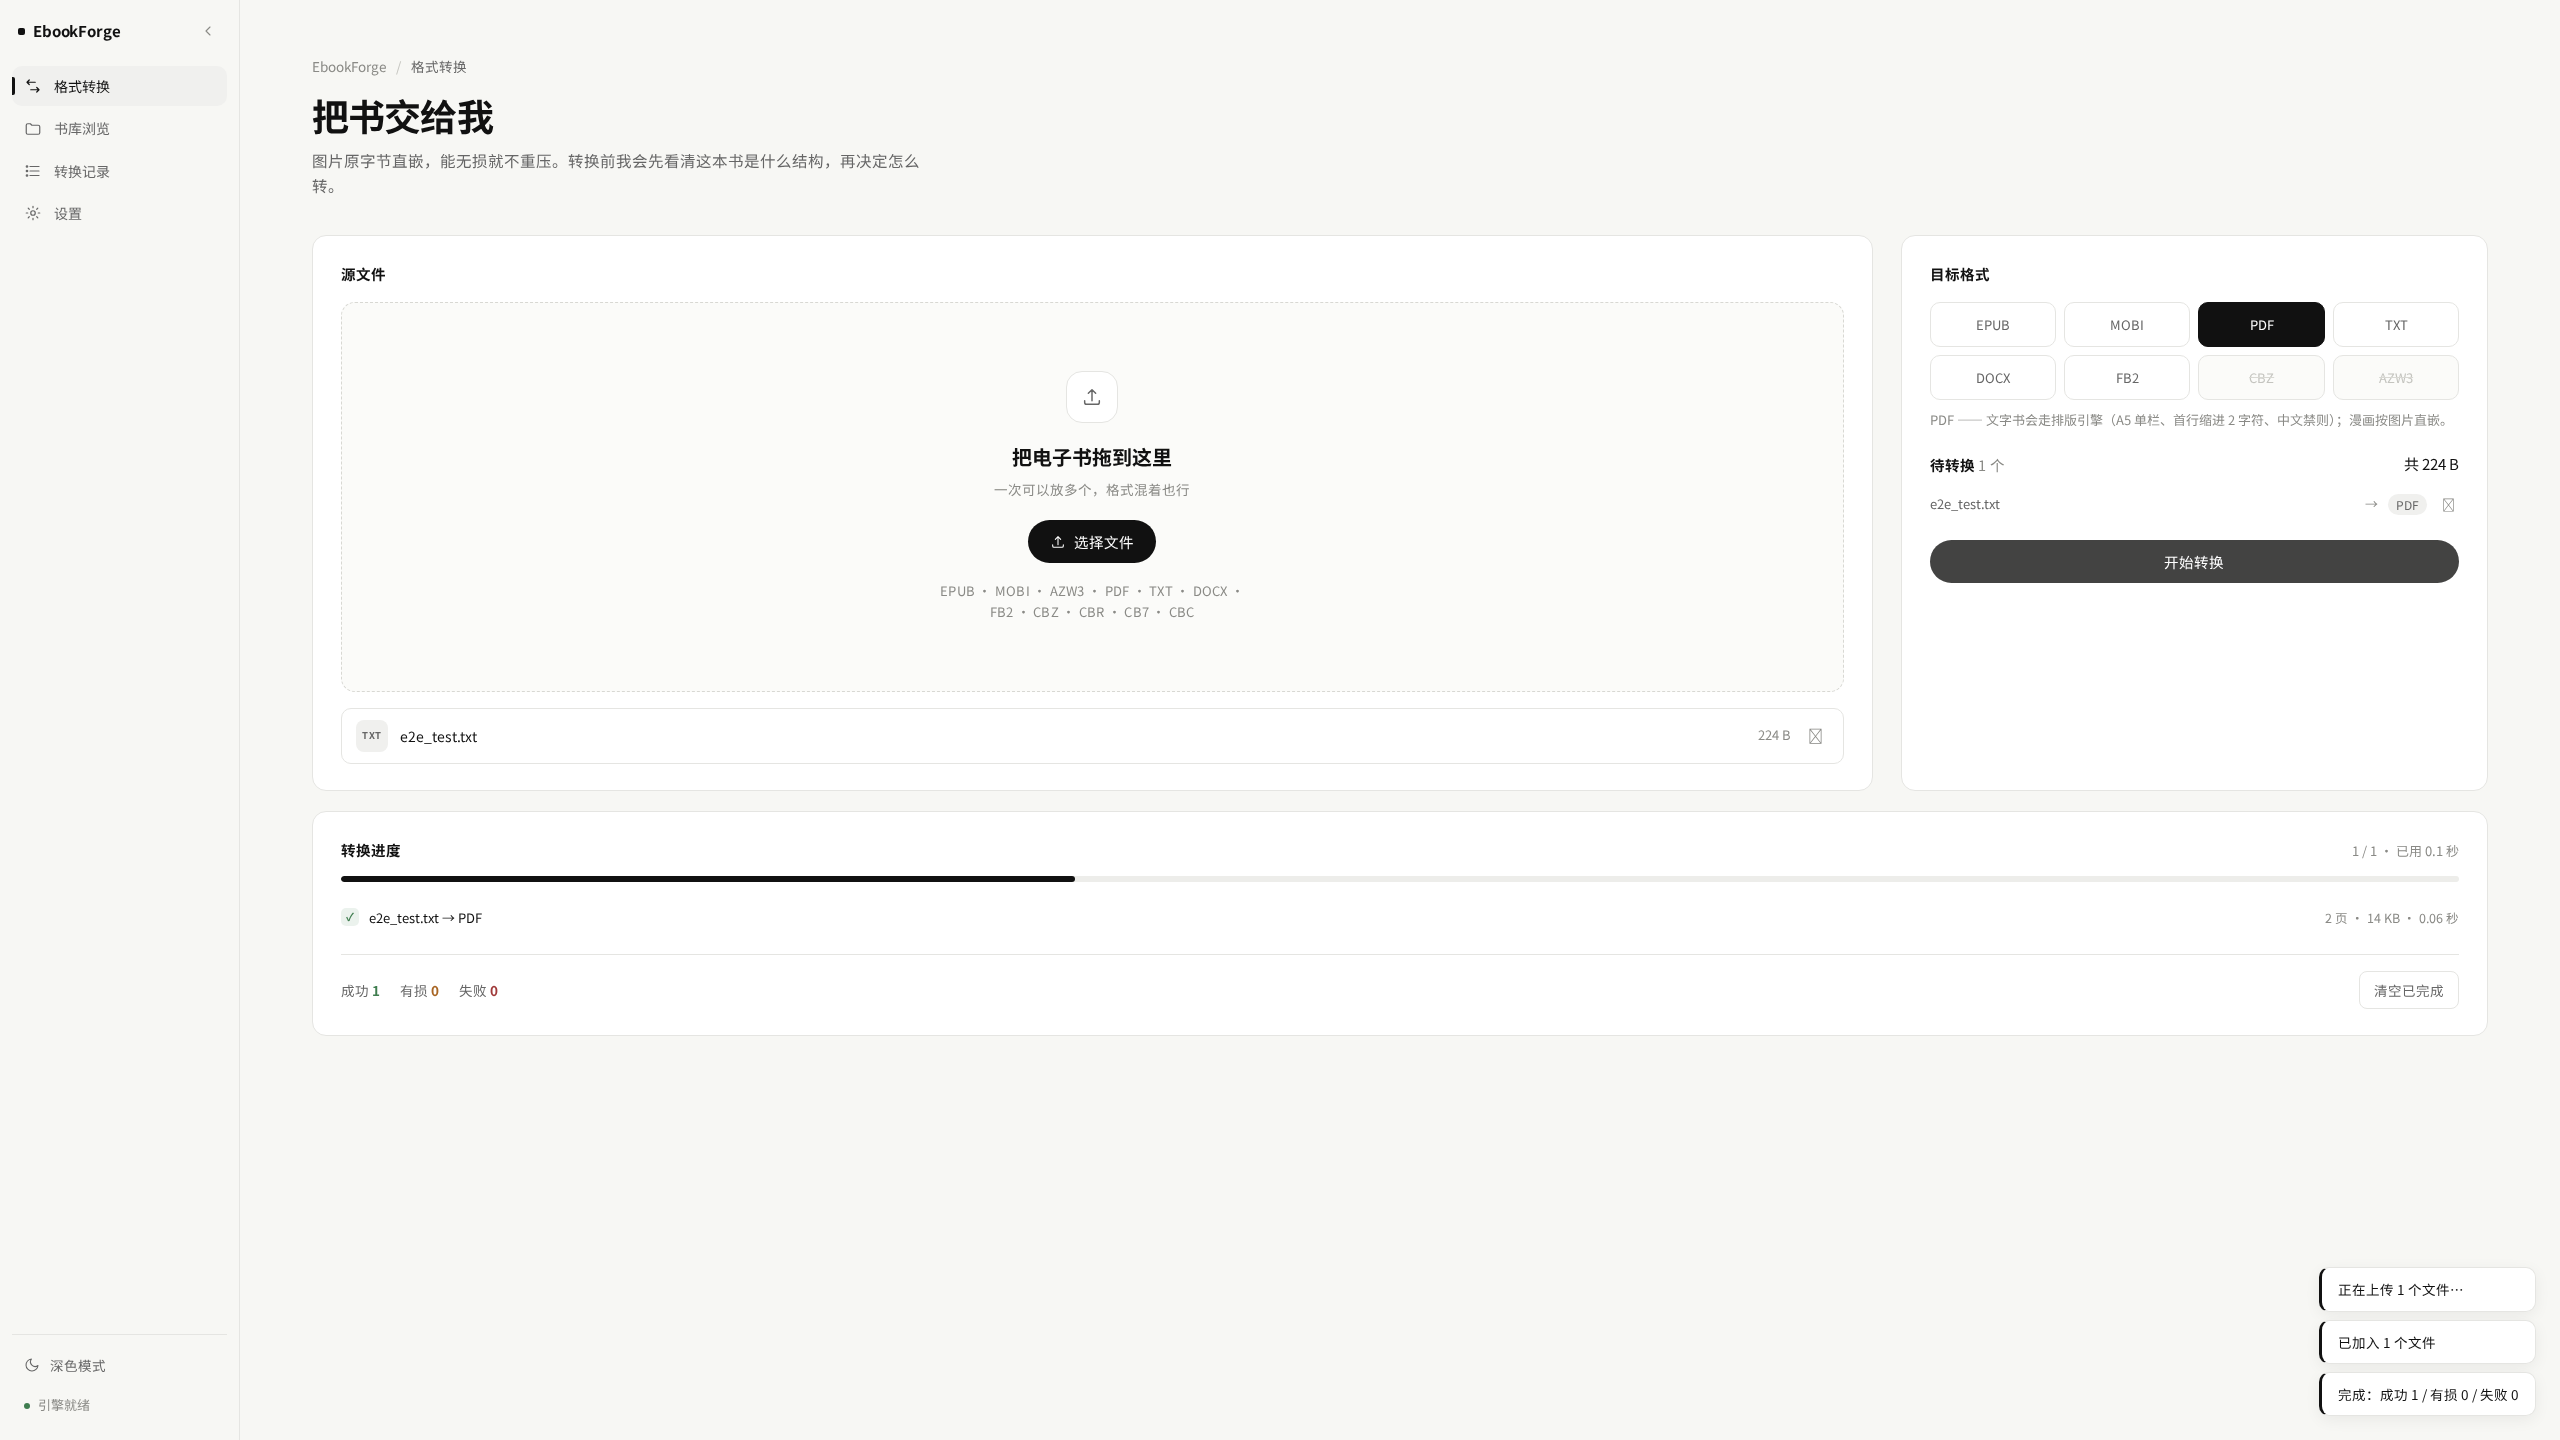 EbookForge
格式转换
书库浏览
转换记录
设置
深色模式
引擎就绪
EbookForge / 格式转换
把书交给我
图片原字节直嵌，能无损就不重压。转换前我会先看清这本书是什么结构，再决定怎么
转。
源文件
把电子书拖到这里
一次可以放多个，格式混着也行
选择文件
EPUB · MOBI · AZW3 · PDF · TXT · DOCX ·
FB2 · CBZ · CBR · CB7 · CBC
TXT e2e_test.txt 224 B
目标格式
EPUB MOBI PDF TXT
DOCX FB2 CBZ AZW3
PDF —— 文字书会走排版引擎（A5 单栏、首行缩进 2 字符、中文禁则）；漫画按图片直嵌。
待转换 1 个 共 224 B
e2e_test.txt → PDF
开始转换
转换进度 1 / 1 · 已用 0.1 秒
✓ e2e_test.txt → PDF 2 页 · 14 KB · 0.06 秒
成功 1 有损 0 失败 0 清空已完成
正在上传 1 个文件…
已加入 1 个文件
完成：成功 1 / 有损 0 / 失败 0